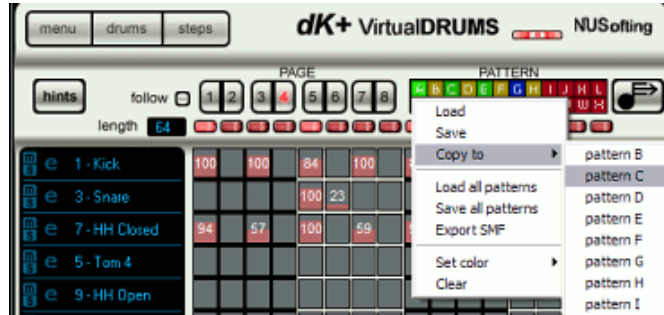 menu drums steps dK+ VirtualDRUMS NUSofting
PAGE PATTERN
hints follow 1 2 3 4 5 6 7 8 A B C D E F G H I J H L
W X
length 64
Load
Save
Copy to
Load all patterns
Save all patterns
Export SMF
Set color
Clear
pattern B
pattern C
pattern D
pattern E
pattern F
pattern G
pattern H
pattern I
m s e 1 - Kick 100 100 84 100
m s e 3 - Snare 100 23
m s e 7 - HH Closed 94 57 100 59
m s e 5 - Tom 4
m s e 9 - HH Open